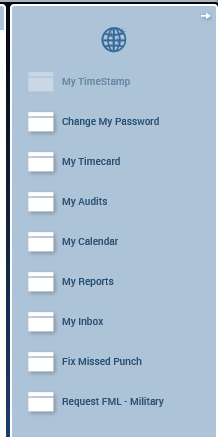 My TimeStamp
Change My Password
My Timecard
My Audits
My Calendar
My Reports
My Inbox
Fix Missed Punch
Request FML - Military